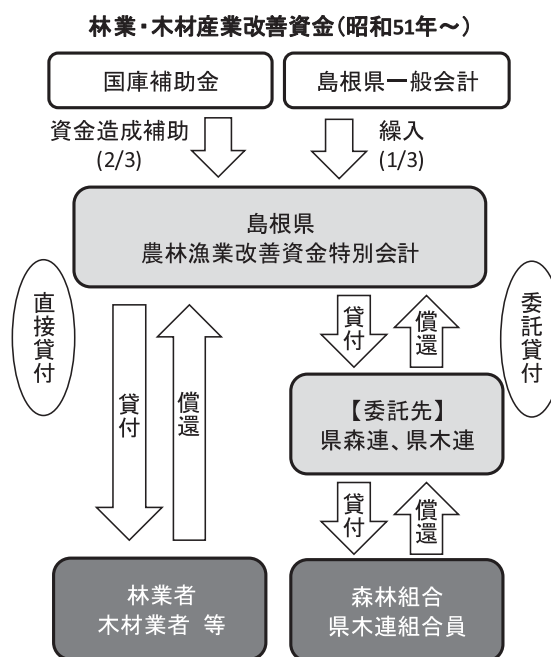 林業・木材産業改善資金(昭和51年～)
国庫補助金
島根県一般会計
資金造成補助
(2/3)
繰入
(1/3)
島根県
農林漁業改善資金特別会計
直接貸付
貸付
償還
貸付
償還
委託貸付
【委託先】
県森連、県木連
貸付
償還
林業者
木材業者 等
森林組合
県木連組合員